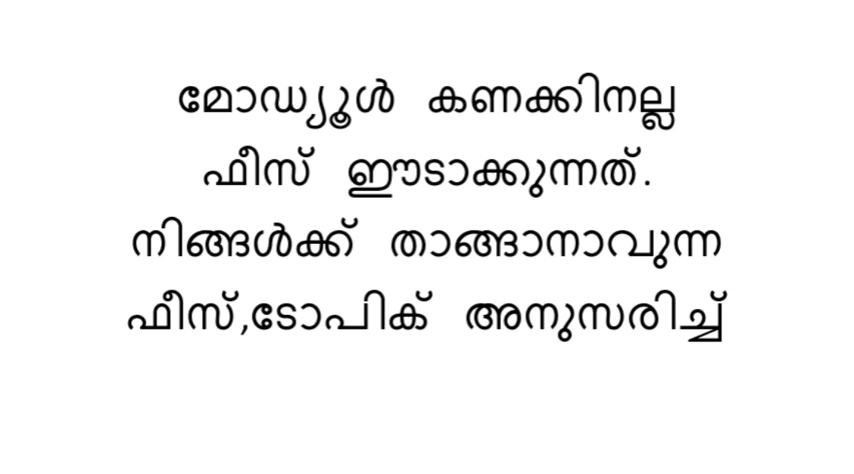 മോഡ്യൂൾ കണക്കിനല്ല
ഫീസ് ഈടാക്കുന്നത്.
നിങ്ങൾക്ക് താങ്ങാനാവുന്ന
ഫീസ്,ടോപിക് അനുസരിച്ച്